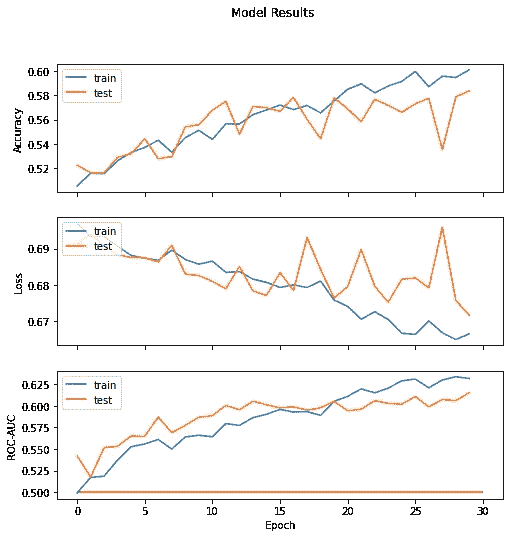 Model Results
0.60
0.58
0.56
0.54
0.52
Accuracy
train
test
0.69
0.68
0.67
Loss
train
test
0.625
0.600
0.575
0.550
0.525
0.500
ROC-AUC
train
test
0 5 10 15 20 25 30
Epoch